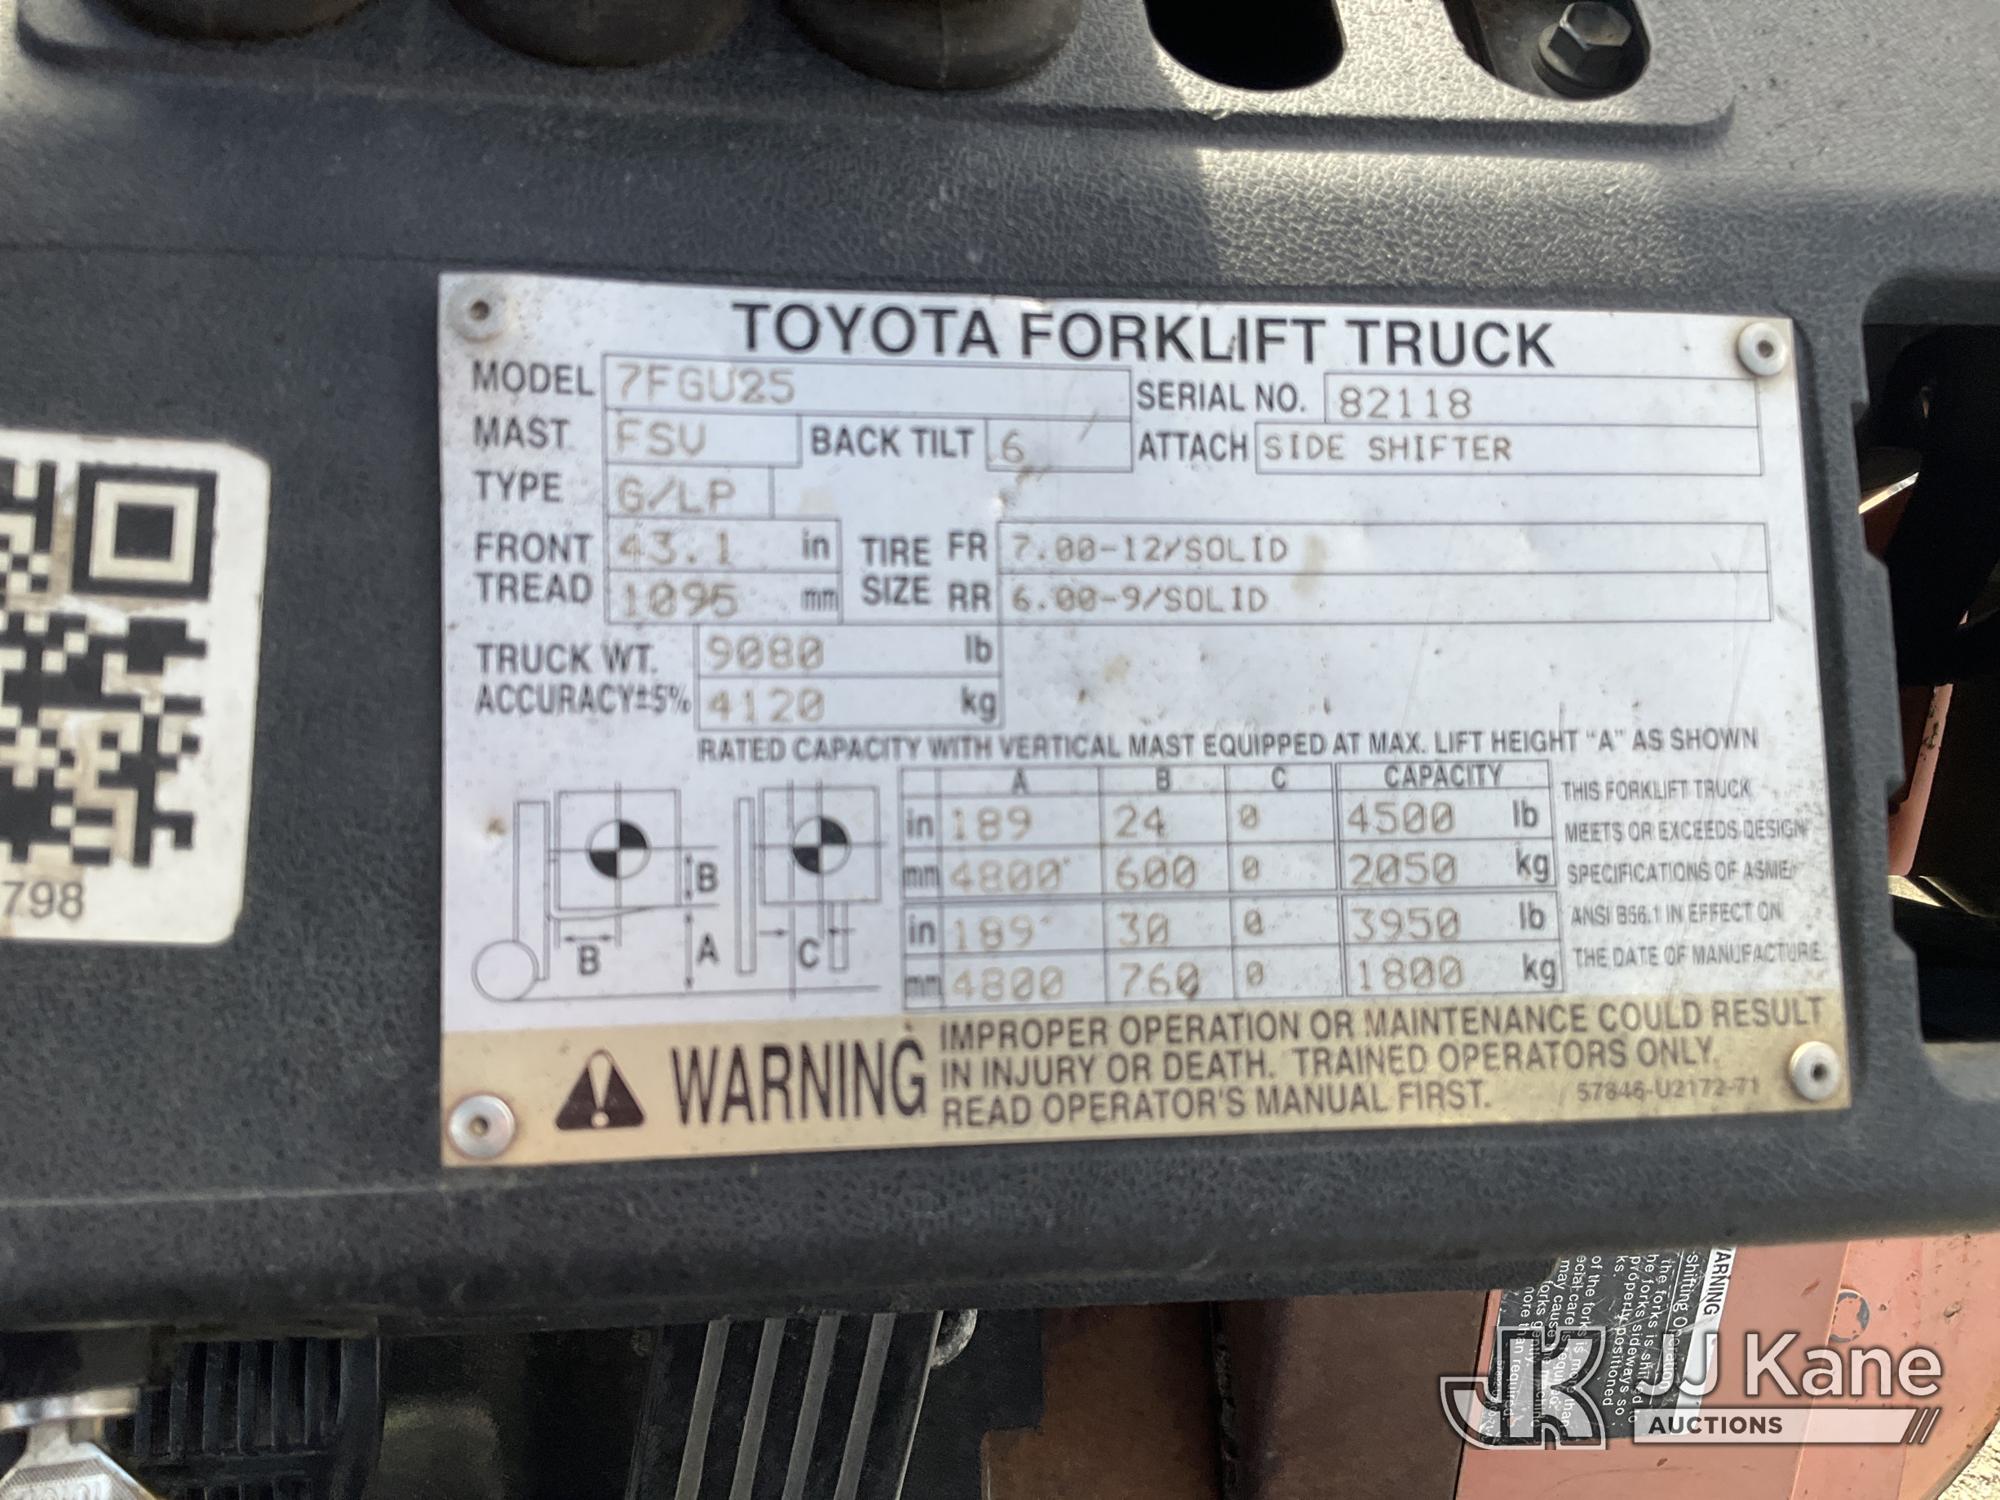 TOYOTA FORKLIFT TRUCK
MODEL 7FGU25 SERIAL NO. 82118
MAST FSV BACK TILT 6 ATTACH SIDE SHIFTER
TYPE G/LP
FRONT TREAD 43.1 in TIRE SIZE FR 7.00-12/SOLID
1095 mm RR 6.00-9/SOLID
TRUCK WT. 9080 lb
ACCURACY±5% 4120 kg
RATED CAPACITY WITH VERTICAL MAST EQUIPPED AT MAX. LIFT HEIGHT "A" AS SHOWN
A B C CAPACITY
in 189 24 0 4500 lb
mm 4800 600 0 2050 kg
in 189 30 0 3950 lb
mm 4800 760 0 1800 kg
B
B
A
C
THIS FORKLIFT TRUCK
MEETS OR EXCEEDS DESIGN
SPECIFICATIONS OF ASME/
ANSI B56.1 IN EFFECT ON
THE DATE OF MANUFACTURE.
WARNING
IMPROPER OPERATION OR MAINTENANCE COULD RESULT
IN INJURY OR DEATH. TRAINED OPERATORS ONLY.
READ OPERATOR'S MANUAL FIRST.
57846-U2172-71
798
ARNING
JK
JJ Kane
AUCTIONS